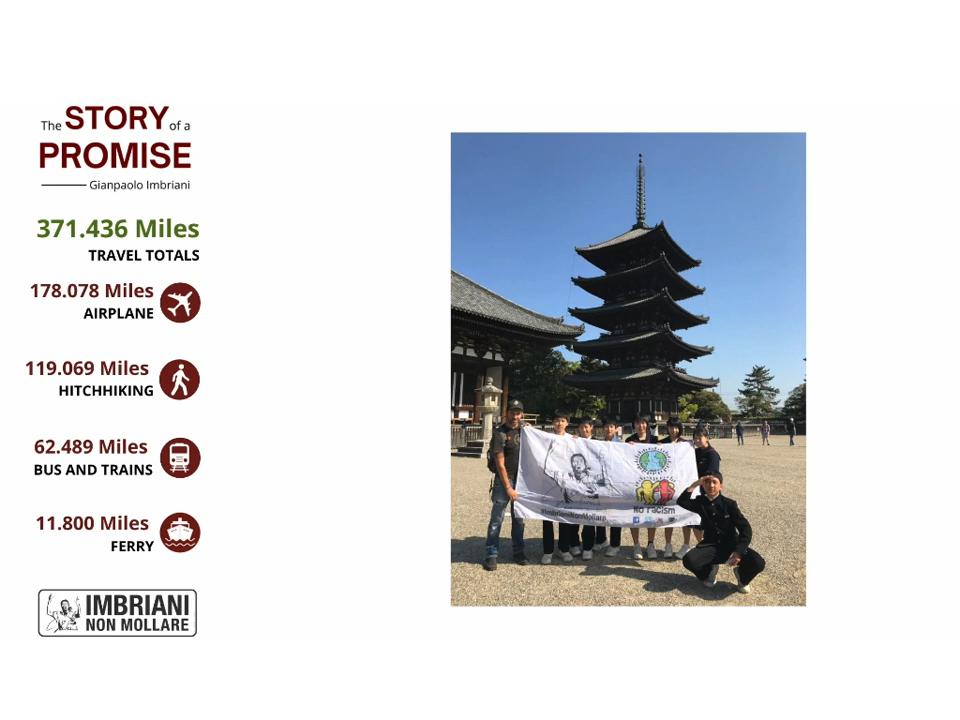 The STORY of a
PROMISE
Gianpaolo Imbriani
371.436 Miles
TRAVEL TOTALS
178.078 Miles
AIRPLANE
119.069 Miles
HITCHHIKING
62.489 Miles
BUS AND TRAINS
11.800 Miles
FERRY
IMBRIANI
NON MOLLARE
#ImbrianiNonMollare
No racism